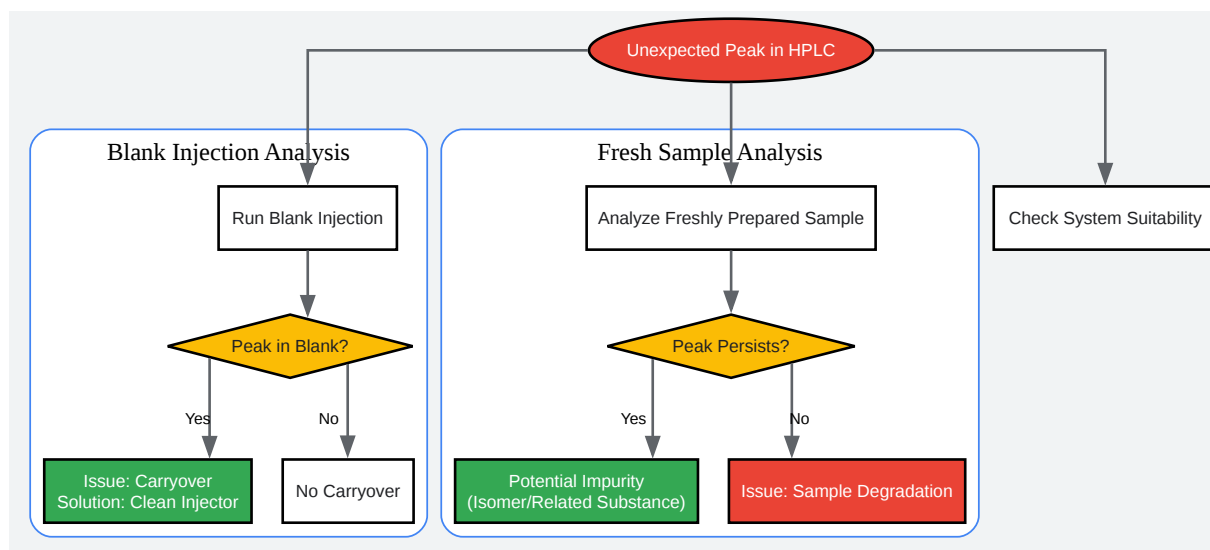 Unexpected Peak in HPLC
Blank Injection Analysis
Fresh Sample Analysis
Run Blank Injection
Analyze Freshly Prepared Sample
Check System Suitability
Peak in Blank?
Peak Persists?
Yes
No
Yes
No
Issue: Carryover
Solution: Clean Injector
No Carryover
Potential Impurity
(Isomer/Related Substance)
Issue: Sample Degradation